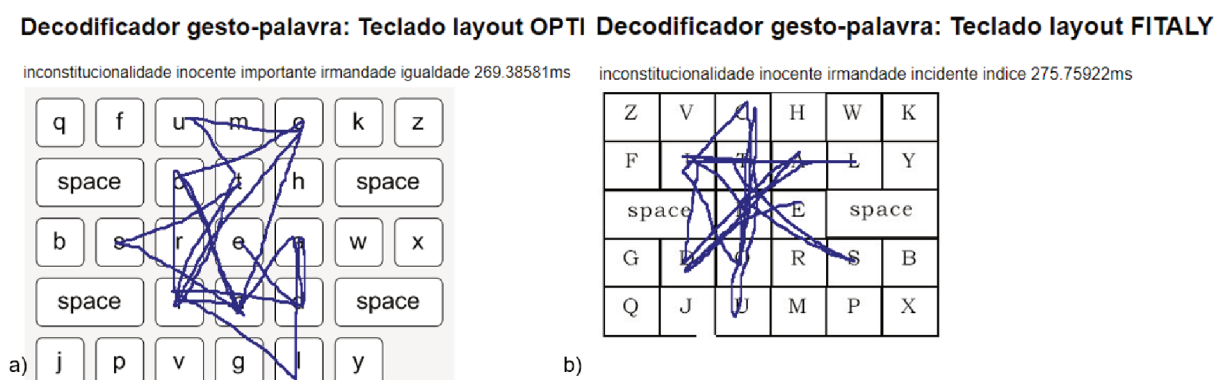 Decodificador gesto-palavra: Teclado layout OPTI
inconstitucionalidade inocente importante irmandade igualdade 269.38581ms
q f u m o k z
space t h space
b s r e a w x
space space
j p v g l y
a)
Decodificador gesto-palavra: Teclado layout FITALY
inconstitucionalidade inocente irmandade incidente indice 275.75922ms
Z V C H W K
F I T A L Y
space E space
G D O R S B
Q J U M P X
b)